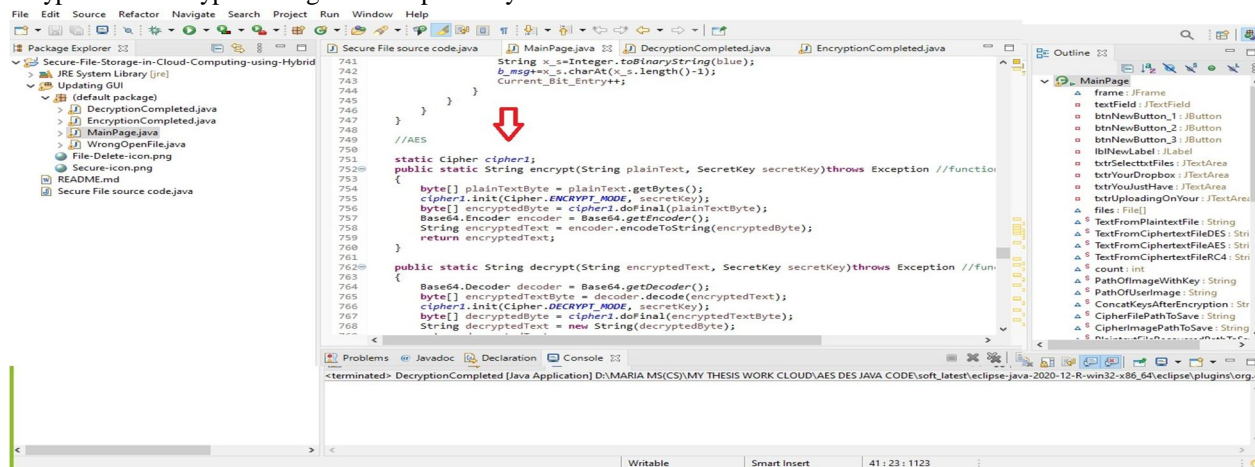 File Edit Source Refactor Navigate Search Project Run Window Help
Package Explorer
Secure-File-Storage-in-Cloud-Computing-using-Hybrid
JRE System Library [jre]
Updating GUI
(default package)
DecryptionCompleted.java
EncryptionCompleted.java
MainPage.java
WrongOpenFile.java
File-Delete-icon.png
Secure-icon.png
README.md
Secure File source code.java
Secure File source code.java MainPage.java DecryptionCompleted.java EncryptionCompleted.java
741 String x_s=Integer.toBinaryString(blue);
742 b_msg+=x_s.charAt(x_s.length()-1);
743 Current_Bit_Entry++;
744 }
745 }
746 }
747 }
748
749 //AES
750
751 static Cipher cipher1;
752 public static String encrypt(String plainText, SecretKey secretKey)throws Exception //functio
753 {
754 byte[] plainTextByte = plainText.getBytes();
755 cipher1.init(Cipher.ENCRYPT_MODE, secretKey);
756 byte[] encryptedByte = cipher1.doFinal(plainTextByte);
757 Base64.Encoder encoder = Base64.getEncoder();
758 String encryptedText = encoder.encodeToString(encryptedByte);
759 return encryptedText;
760 }
761
762 public static String decrypt(String encryptedText, SecretKey secretKey)throws Exception //fun
763 {
764 Base64.Decoder decoder = Base64.getDecoder();
765 byte[] encryptedTextByte = decoder.decode(encryptedText);
766 cipher1.init(Cipher.DECRYPT_MODE, secretKey);
767 byte[] decryptedByte = cipher1.doFinal(encryptedTextByte);
768 String decryptedText = new String(decryptedByte);
Outline
MainPage
frame : JFrame
textField : JTextField
btnNewButton_1 : JButton
btnNewButton_2 : JButton
btnNewButton_3 : JButton
lblNewLabel : JLabel
txtrSelecttxtFiles : JTextArea
txtrYourDropbox : JTextArea
txtrYouJustHave : JTextArea
txtrUploadingOnYour : JTextArea
files : File[]
TextFromPlaintextFile : String
TextFromCiphertextFileDES : Stri
TextFromCiphertextFileAES : Stri
TextFromCiphertextFileRC4 : Stri
count : int
PathOfImageWithKey : String
PathOfUserImage : String
ConcatKeysAfterEncryption : Str
CipherFilePathToSave : String
CipherImagePathToSave : String
Problems Javadoc Declaration Console
<terminated> DecryptionCompleted [Java Application] D:\MARIA MS(CS)\MY THESIS WORK CLOUD\AES DES JAVA CODE\soft_latest\eclipse-java-2020-12-R-win32-x86_64\eclipse\plugins\org.
Writable Smart Insert 41 : 23 : 1123